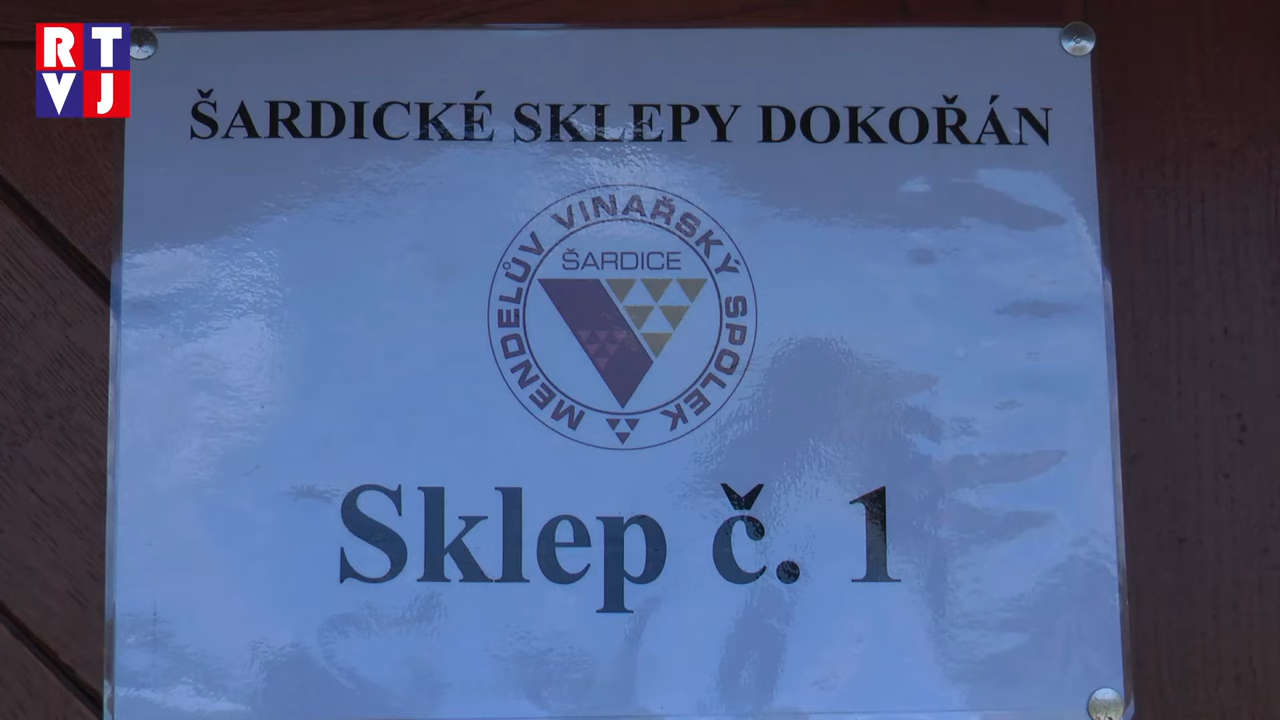 RT
VJ
ŠARDICKÉ SKLEPY DOKOŘÁN
MENDELŮV VINAŘSKÝ SPOLEK
ŠARDICE
Sklep č. 1